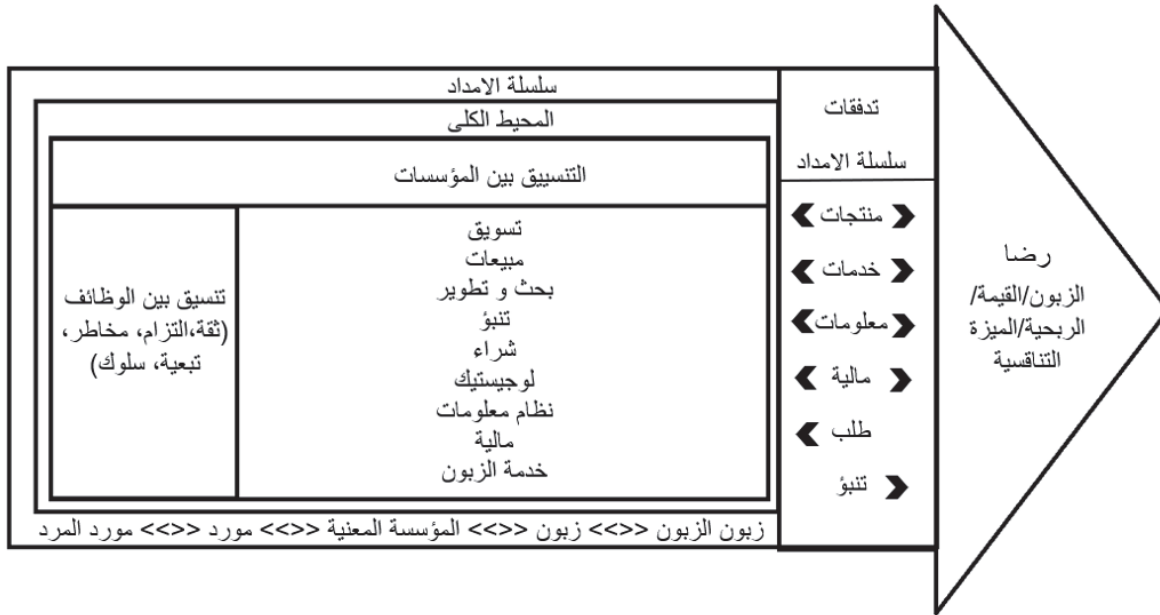 سلسلة الامداد
المحيط الكلى
التنسييق بين المؤسسات
تنسيق بين الوظائف
(ثقة،التزام، مخاطر،
تبعية، سلوك)
تسويق
مبيعات
بحث و تطوير
تنبؤ
شراء
لوجيستيك
نظام معلومات
مالية
خدمة الزبون
زبون الزبون <<>> زبون <<>> المؤسسة المعنية <<>> مورد <<>> مورد المرد
تدفقات
سلسلة الامداد
منتجات
خدمات
معلومات
مالية
طلب
تنبؤ
رضا
الزبون/القيمة/
الربحية/الميزة
التناقسية